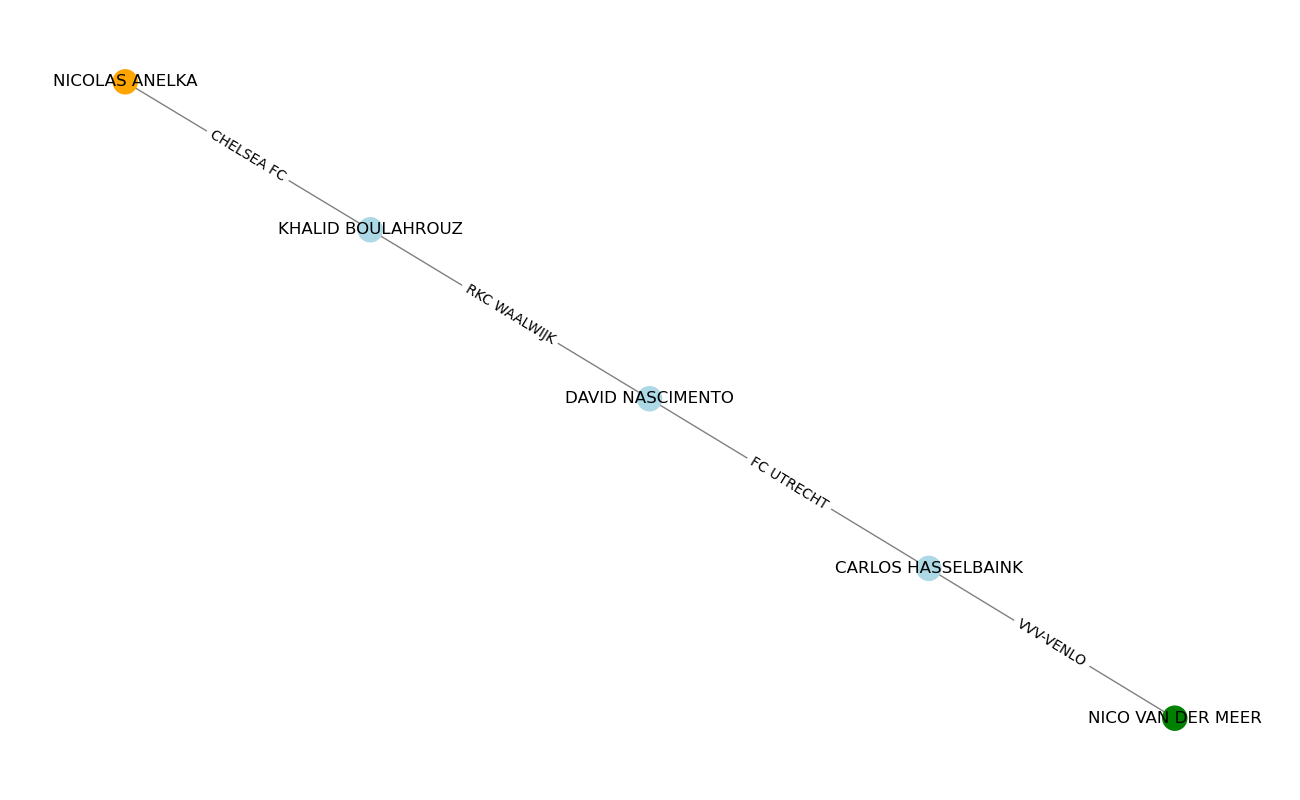 NICOLAS ANELKA
CHELSEA FC
KHALID BOULAHROUZ
RKC WAALWIJK
DAVID NASCIMENTO
FC UTRECHT
CARLOS HASSELBAINK
VVV-VENLO
NICO VAN DER MEER